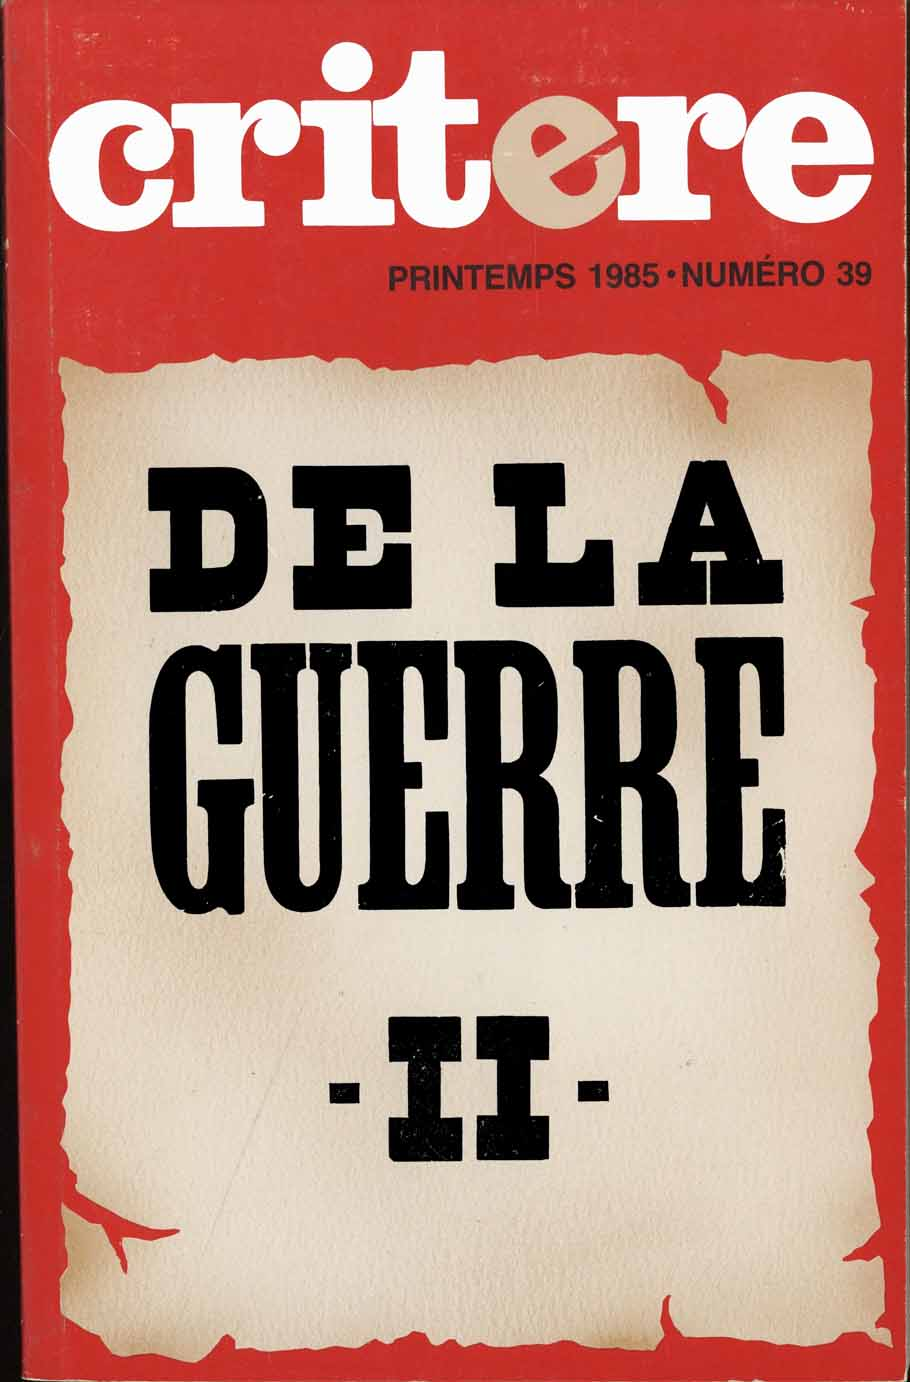 critere
PRINTEMPS 1985 • NUMÉRO 39
DE LA
GUERRE
- II -